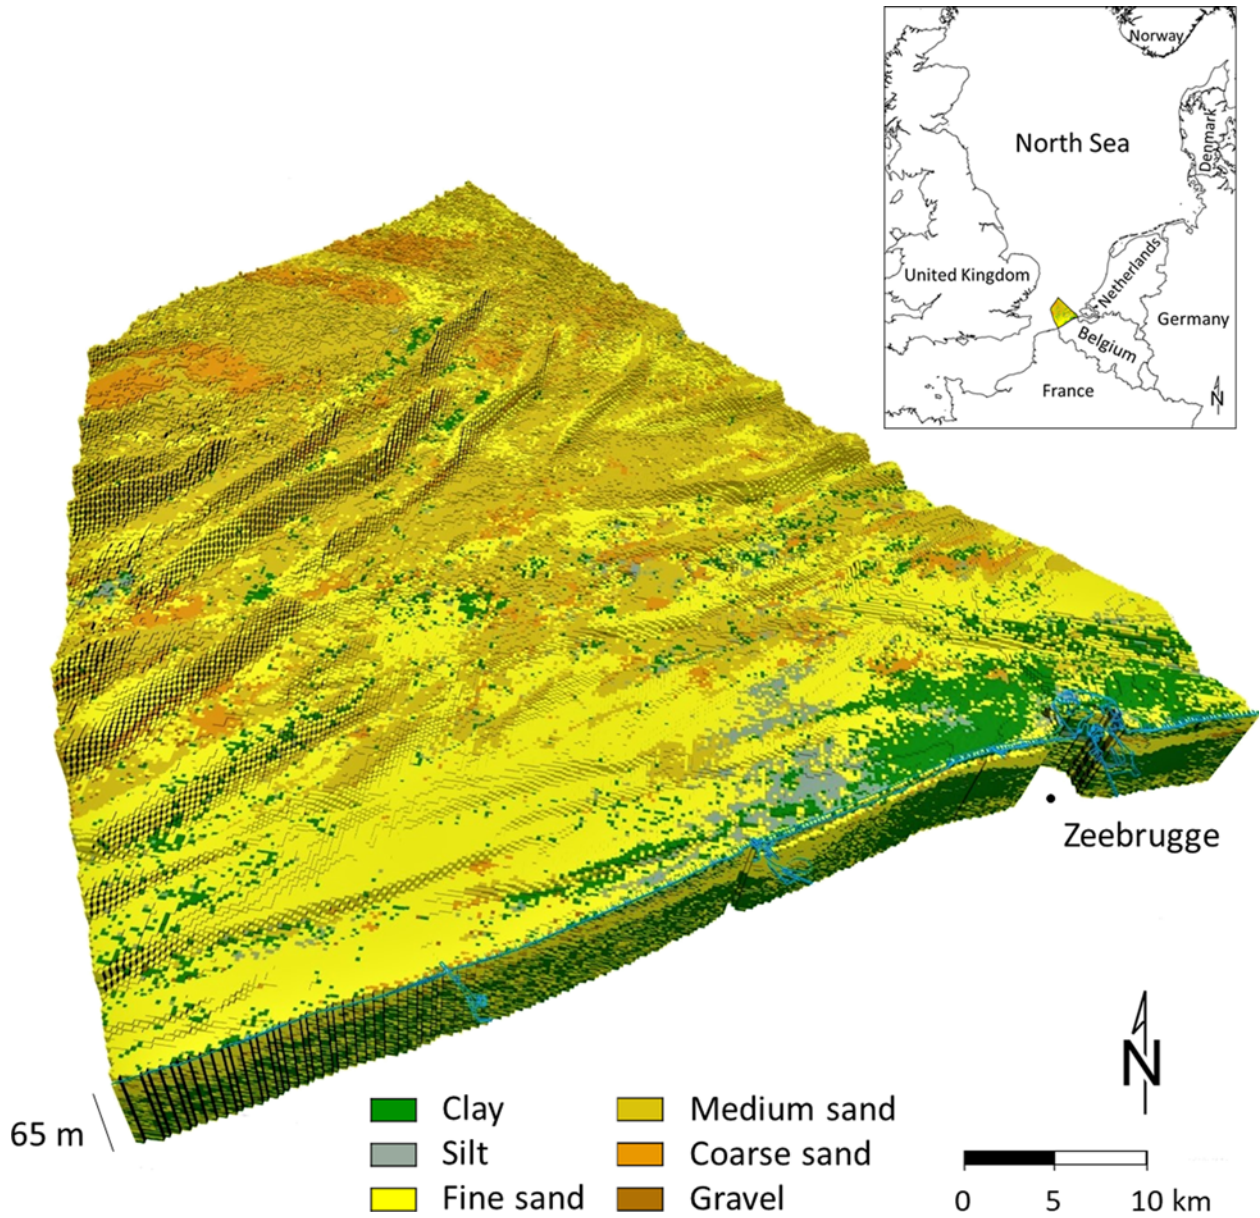 Norway
North Sea
Denmark
United Kingdom
Netherlands
Germany
Belgium
France
N
Zeebrugge
N
65 m
Clay
Medium sand
Silt
Coarse sand
Fine sand
Gravel
0 5 10 km